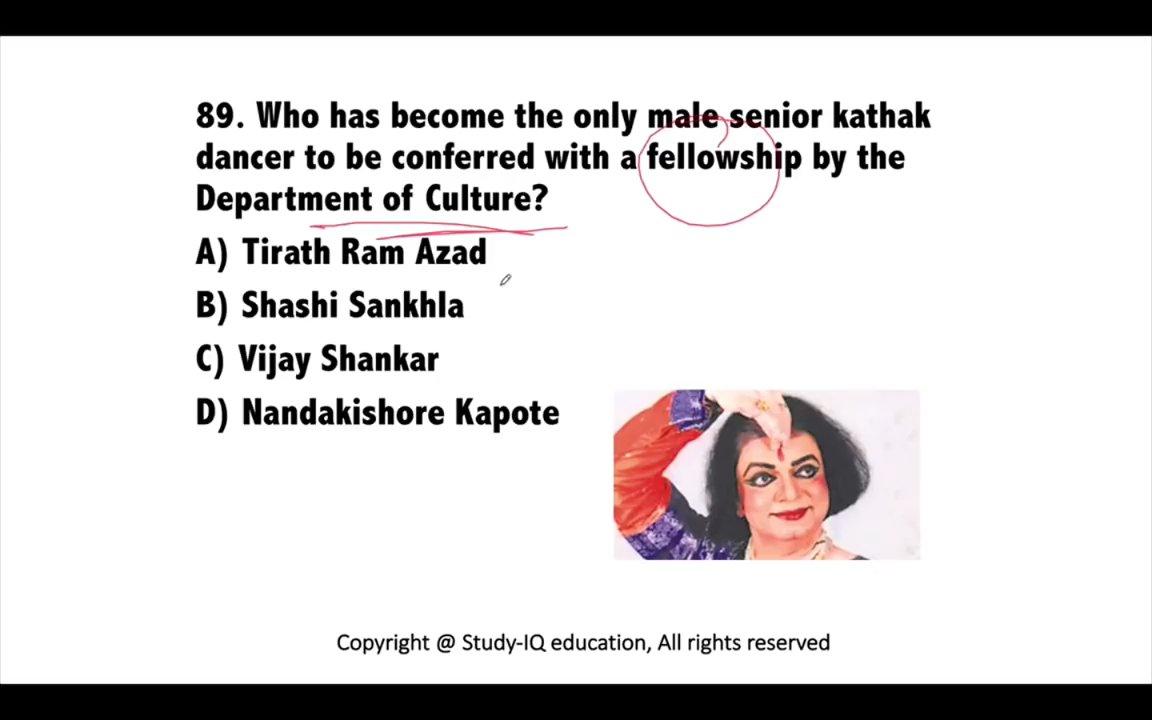 89. Who has become the only male senior kathak
dancer to be conferred with a fellowship by the
Department of Culture?
A) Tirath Ram Azad
B) Shashi Sankhla
C) Vijay Shankar
D) Nandakishore Kapote
Copyright @ Study-IQ education, All rights reserved